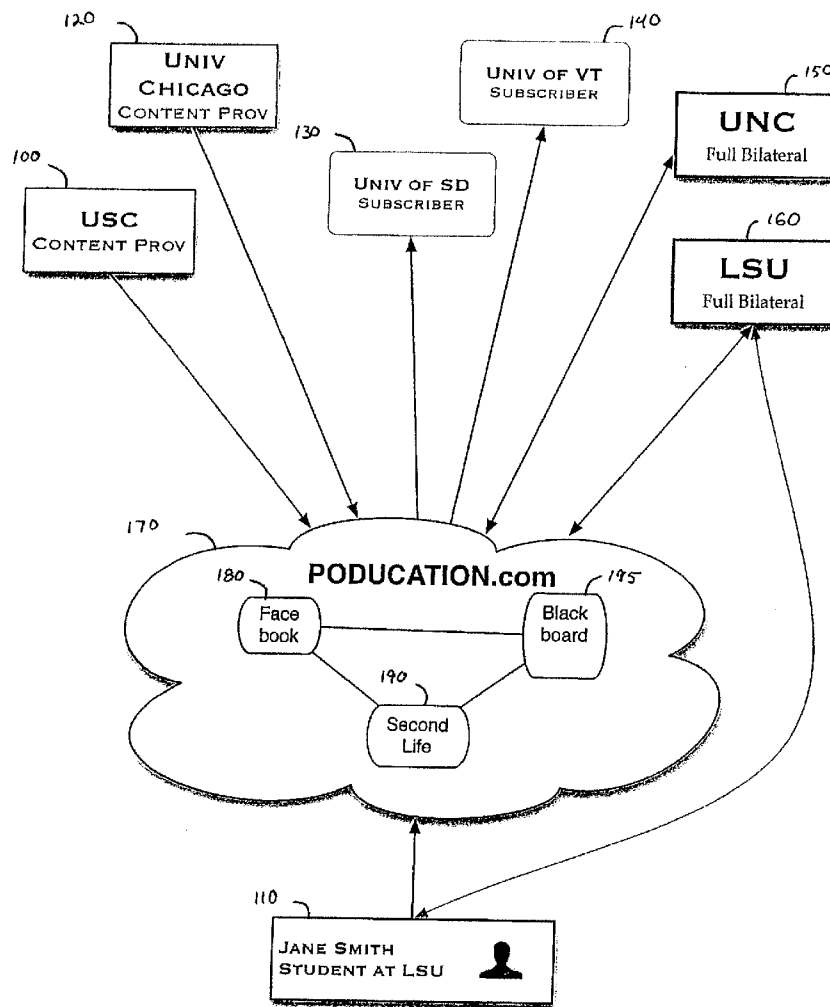 120
UNIV
CHICAGO
CONTENT PROV
140
UNIV OF VT
SUBSCRIBER
150
UNC
Full Bilateral
100
USC
CONTENT PROV
130
UNIV OF SD
SUBSCRIBER
160
LSU
Full Bilateral
170
PODUCATION.com
180
Face
book
195
Black
board
190
Second
Life
110
JANE SMITH
STUDENT AT LSU